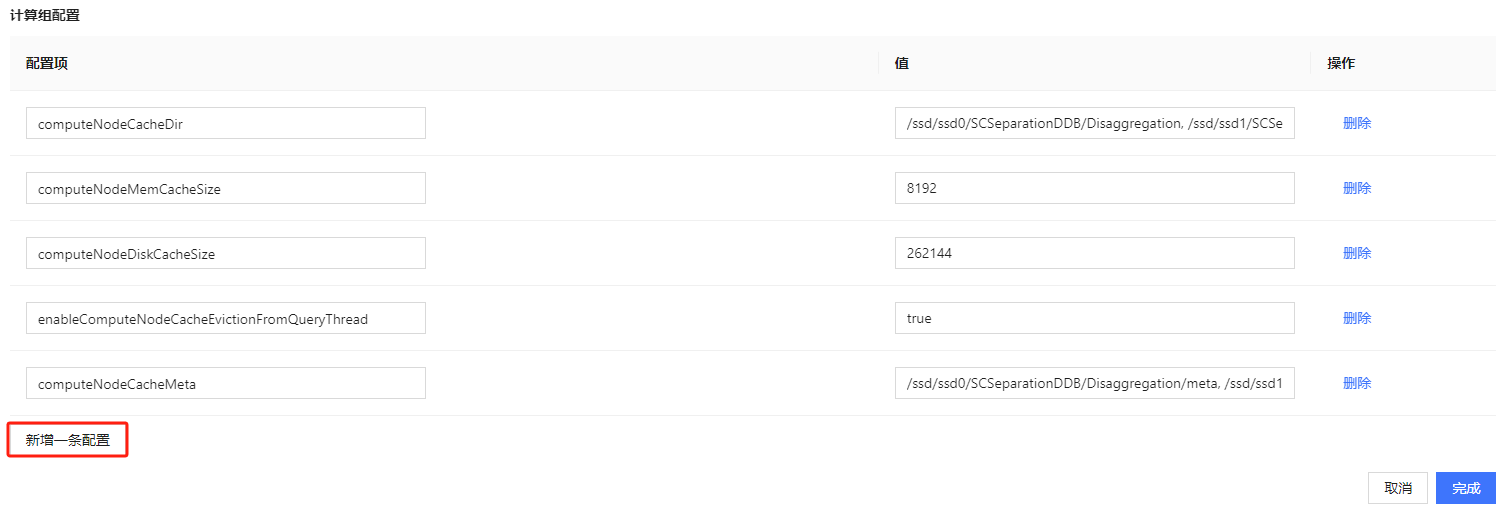 计算组配置
配置项 值 操作
computeNodeCacheDir /ssd/ssd0/SCSeparationDDB/Disaggregation, /ssd/ssd1/SCSe 删除
computeNodeMemCacheSize 8192 删除
computeNodeDiskCacheSize 262144 删除
enableComputeNodeCacheEvictionFromQueryThread true 删除
computeNodeCacheMeta /ssd/ssd0/SCSeparationDDB/Disaggregation/meta, /ssd/ssd1 删除
新增一条配置
取消 完成